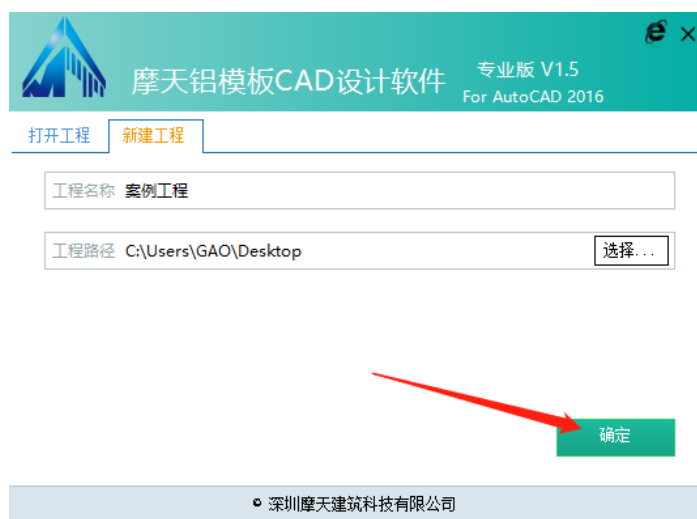 摩天铝模板CAD设计软件
专业版 V1.5
For AutoCAD 2016
打开工程 新建工程
工程名称 案例工程
工程路径 C:\Users\GAO\Desktop 选择...
确定
深圳摩天建筑科技有限公司